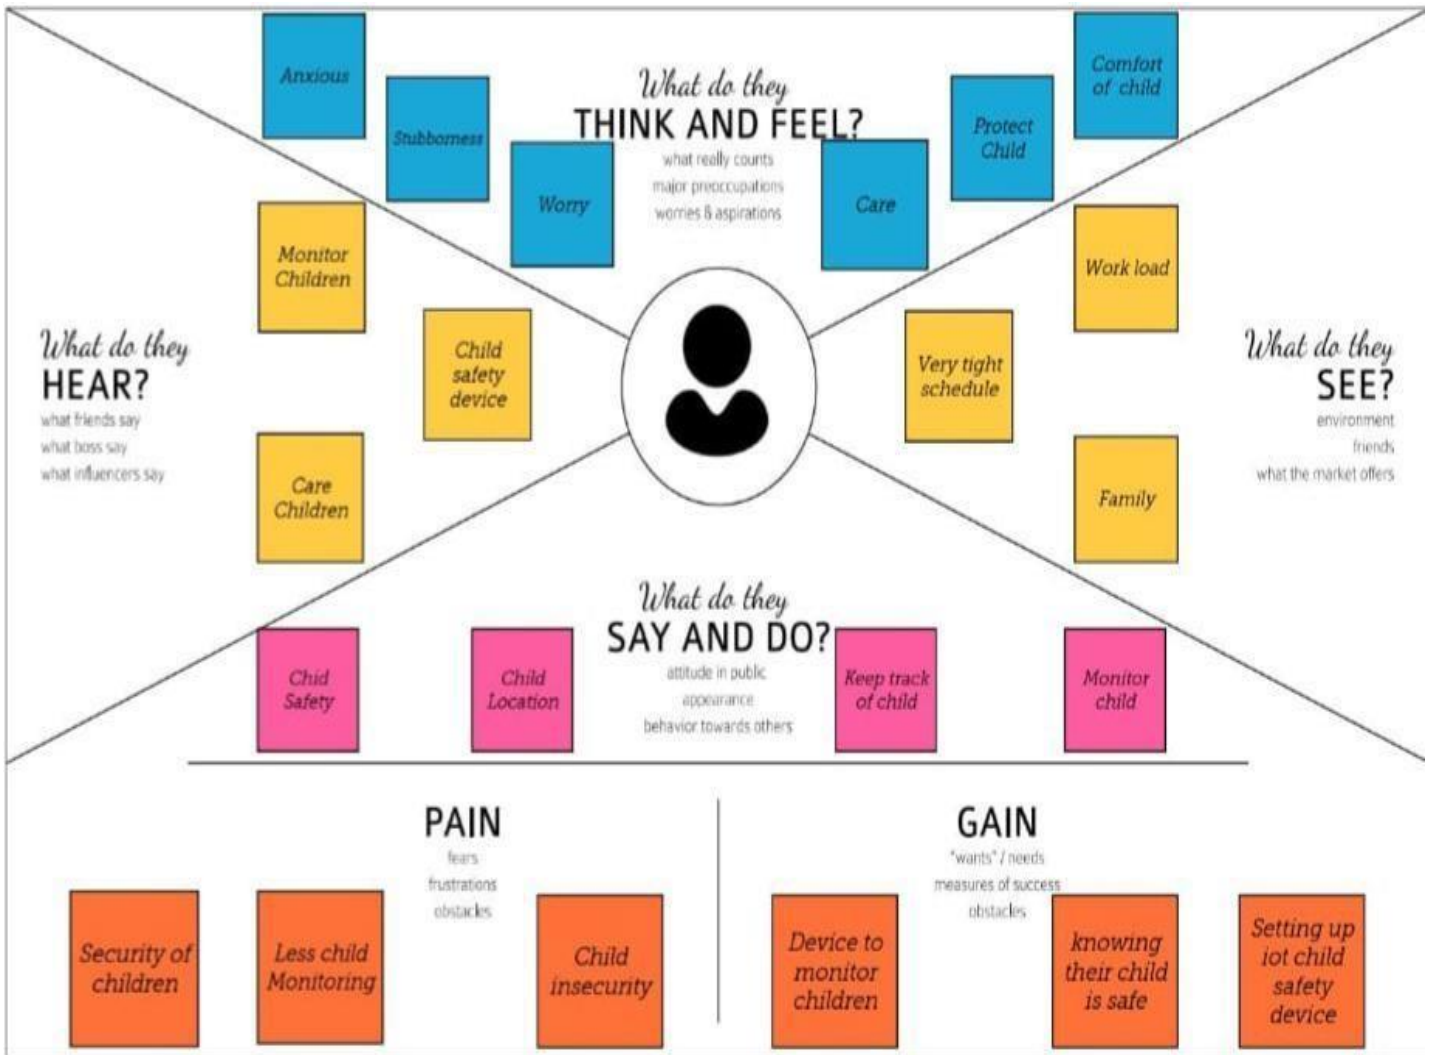 Anxious
Stubborness
Worry
What do they
THINK AND FEEL?
what really counts
major preoccupations
worries & aspirations
Care
Protect
Child
Comfort
of child
What do they
HEAR?
what friends say
what boss say
what influencers say
Monitor
Children
Child
safety
device
Care
Children
Very tight
schedule
Work load
Family
What do they
SEE?
environment
friends
what the market offers
What do they
SAY AND DO?
attitude in public
appearance
behavior towards others
Chid
Safety
Child
Location
Keep track
of child
Monitor
child
PAIN
fears
frustrations
obstacles
Security of
children
Less child
Monitoring
Child
insecurity
GAIN
"wants" / needs
measures of success
obstacles
Device to
monitor
children
knowing
their child
is safe
Setting up
iot child
safety
device